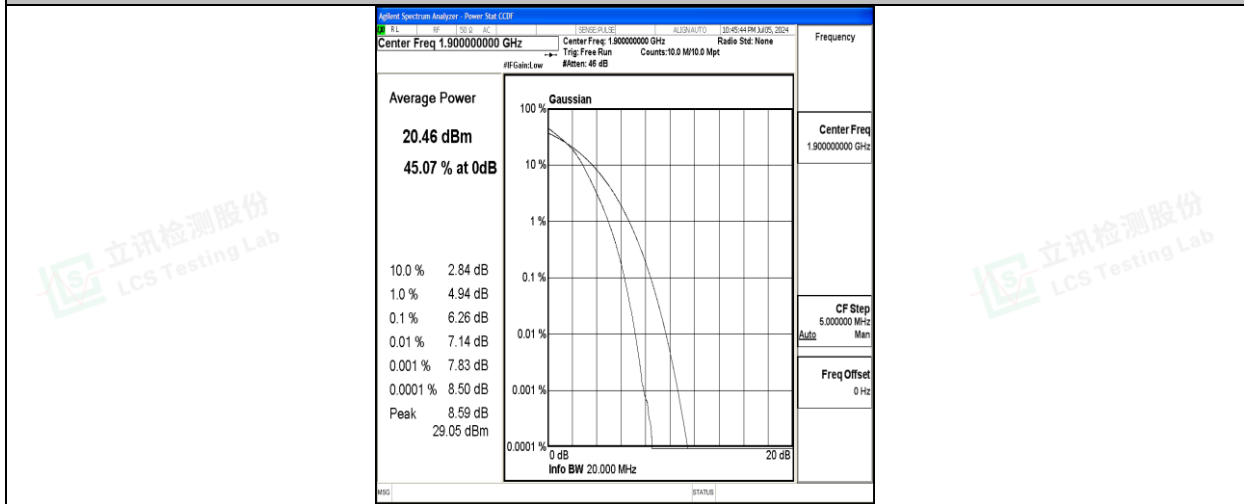 Agilent Spectrum Analyzer - Power Stat CCDF
RL RF 50 Ω AC SENSE:PULSE ALIGN AUTO 10:45:44 PM Jul 05, 2024
Center Freq 1.900000000 GHz
Center Freq: 1.900000000 GHz Radio Std: None
Trig: Free Run Counts:10.0 M/10.0 Mpt
#IFGain:Low #Atten: 46 dB
Frequency
Average Power
20.46 dBm
45.07 % at 0dB
10.0 % 2.84 dB
1.0 % 4.94 dB
0.1 % 6.26 dB
0.01 % 7.14 dB
0.001 % 7.83 dB
0.0001 % 8.50 dB
Peak 8.59 dB
29.05 dBm
Gaussian
100 %
10 %
1 %
0.1 %
0.01 %
0.001 %
0.0001 %
0 dB 20 dB
Info BW 20.000 MHz
Center Freq
1.900000000 GHz
CF Step
5.000000 MHz
Auto Man
Freq Offset
0 Hz
MSG STATUS
立讯检测股份
LCS Testing Lab
立讯检测股份
LCS Testing Lab